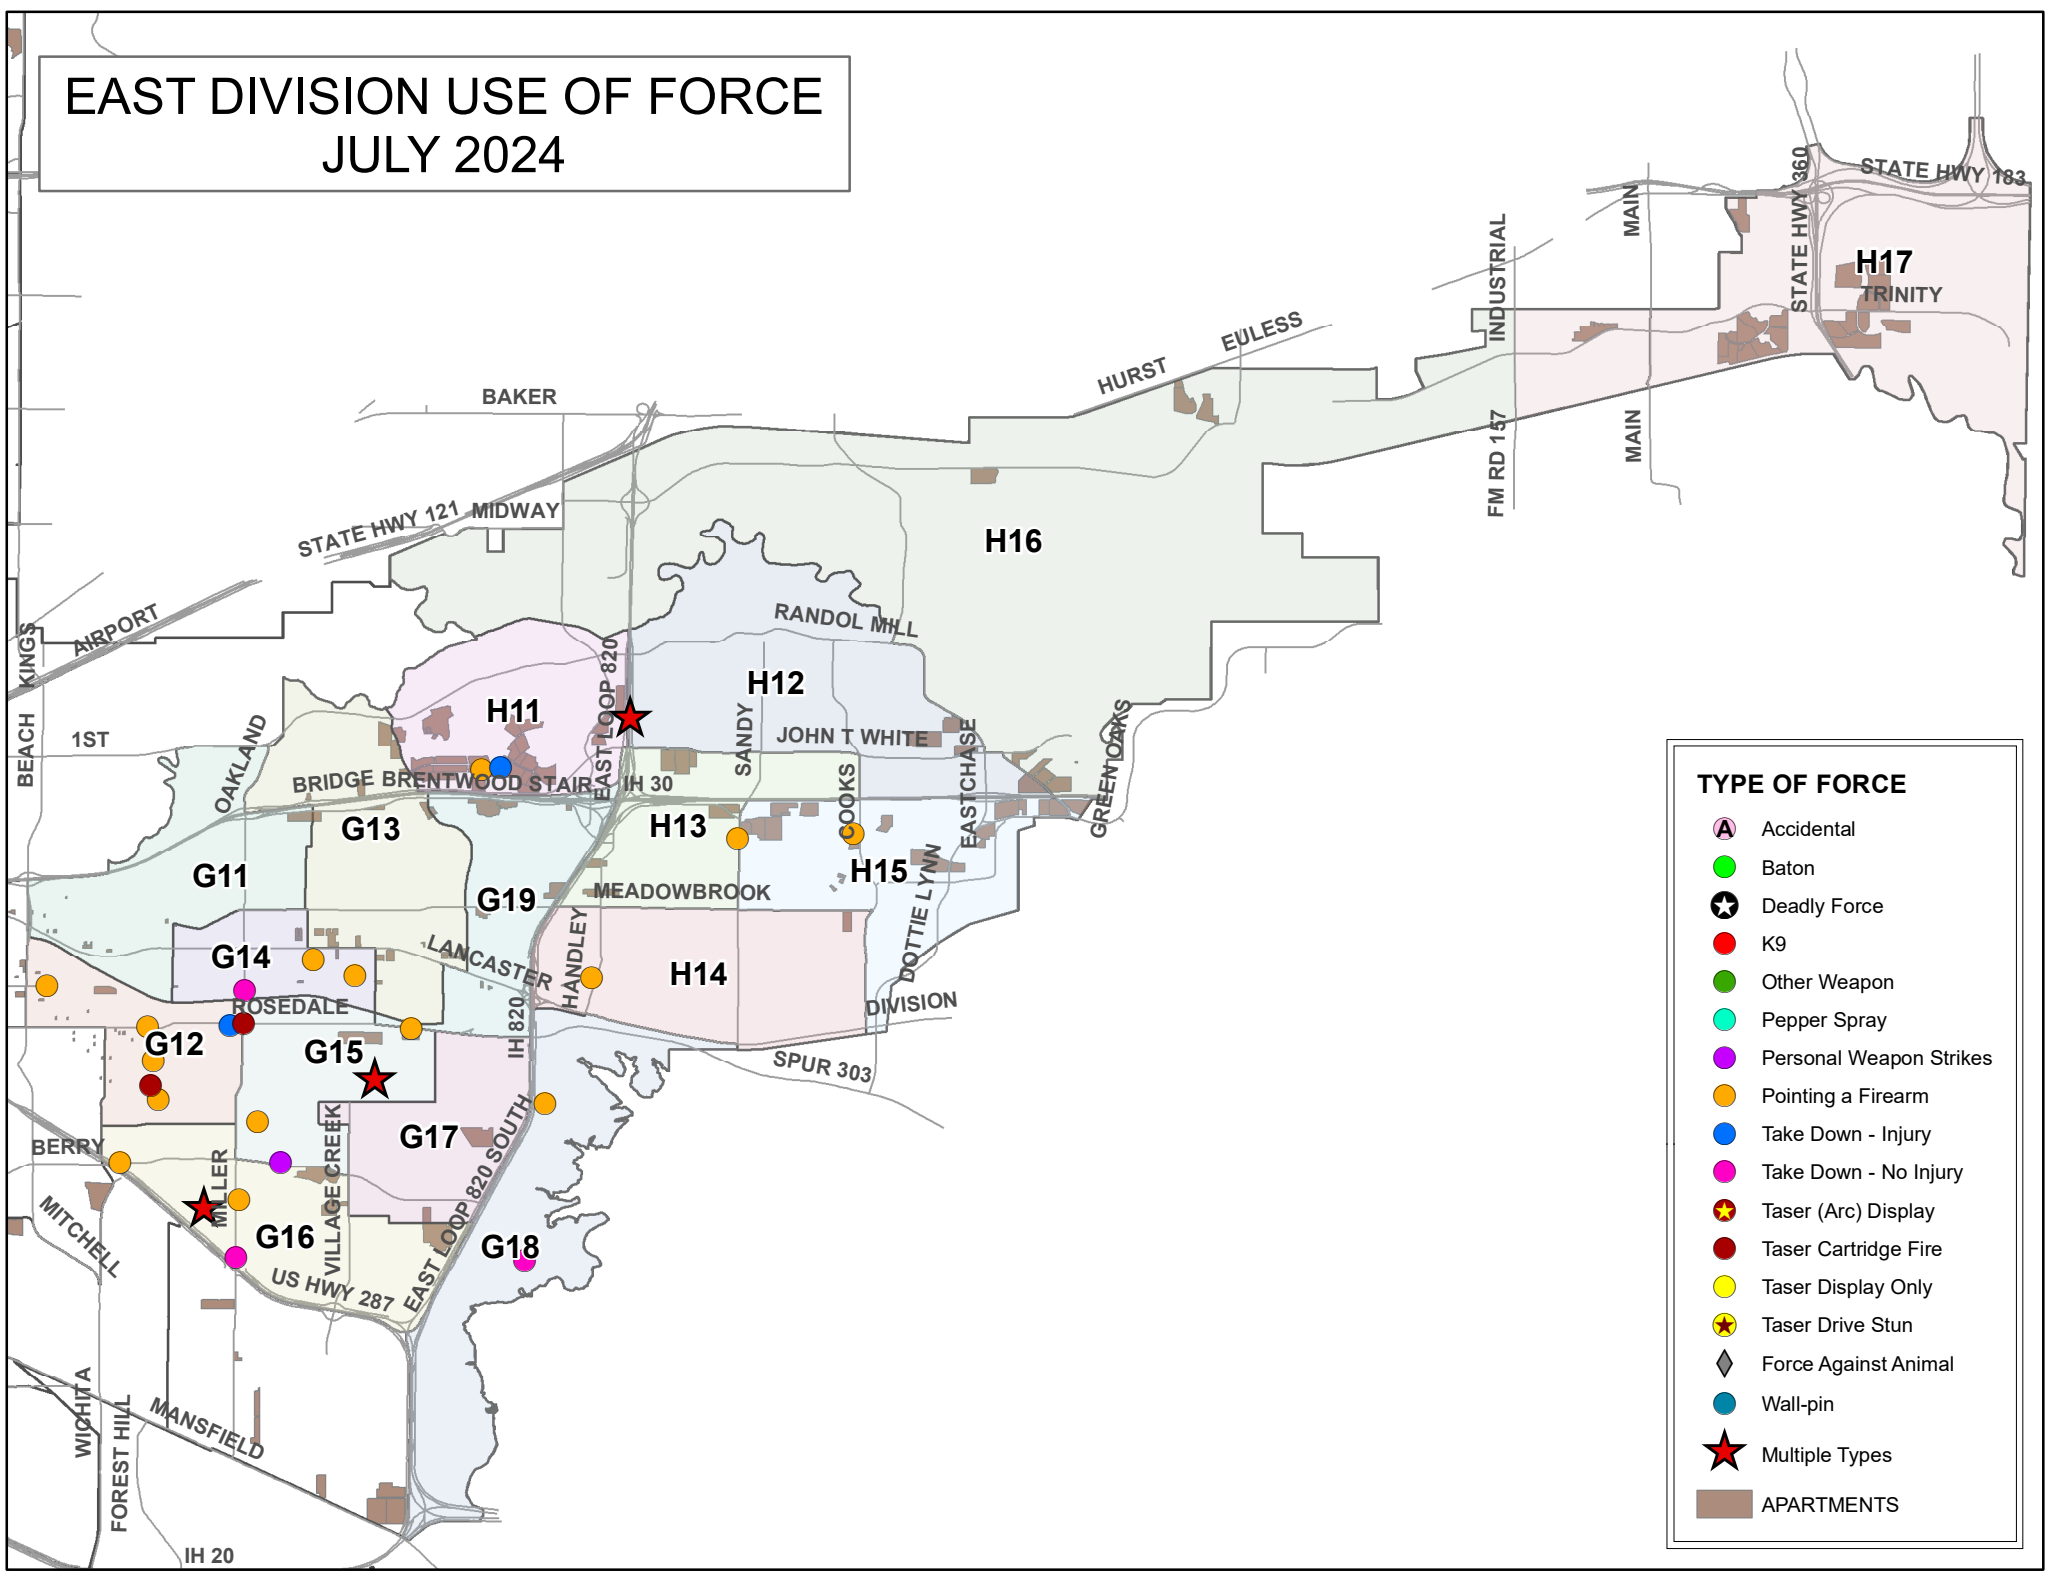 EAST DIVISION USE OF FORCE
JULY 2024
STATE HWY 183
STATE HWY 360
MAIN
INDUSTRIAL
H17
TRINITY
EULESS
HURST
BAKER
FM RD 157
MAIN
STATE HWY 121
MIDWAY
H16
AIRPORT
KINGS
RANDOL MILL
EAST LOOP 820
H12
H11
SANDY
JOHN T WHITE
EASTCHASE
GREEN OAKS
BEACH
1ST
OAKLAND
BRIDGE
BRENTWOOD STAIR
IH 30
COOKS
G13
H13
H15
G11
G19
MEADOWBROOK
DOTTIE LYNN
LANCASTER
HANDLEY
G14
H14
ROSEDALE
DIVISION
IH 820
G12
G15
SPUR 303
VILLAGE CREEK
G17
BERRY
MILLER
EAST LOOP 820 SOUTH
MITCHELL
G16
G18
US HWY 287
WICHITA
FOREST HILL
MANSFIELD
IH 20
TYPE OF FORCE
A Accidental
Baton
Deadly Force
K9
Other Weapon
Pepper Spray
Personal Weapon Strikes
Pointing a Firearm
Take Down - Injury
Take Down - No Injury
Taser (Arc) Display
Taser Cartridge Fire
Taser Display Only
Taser Drive Stun
Force Against Animal
Wall-pin
Multiple Types
APARTMENTS